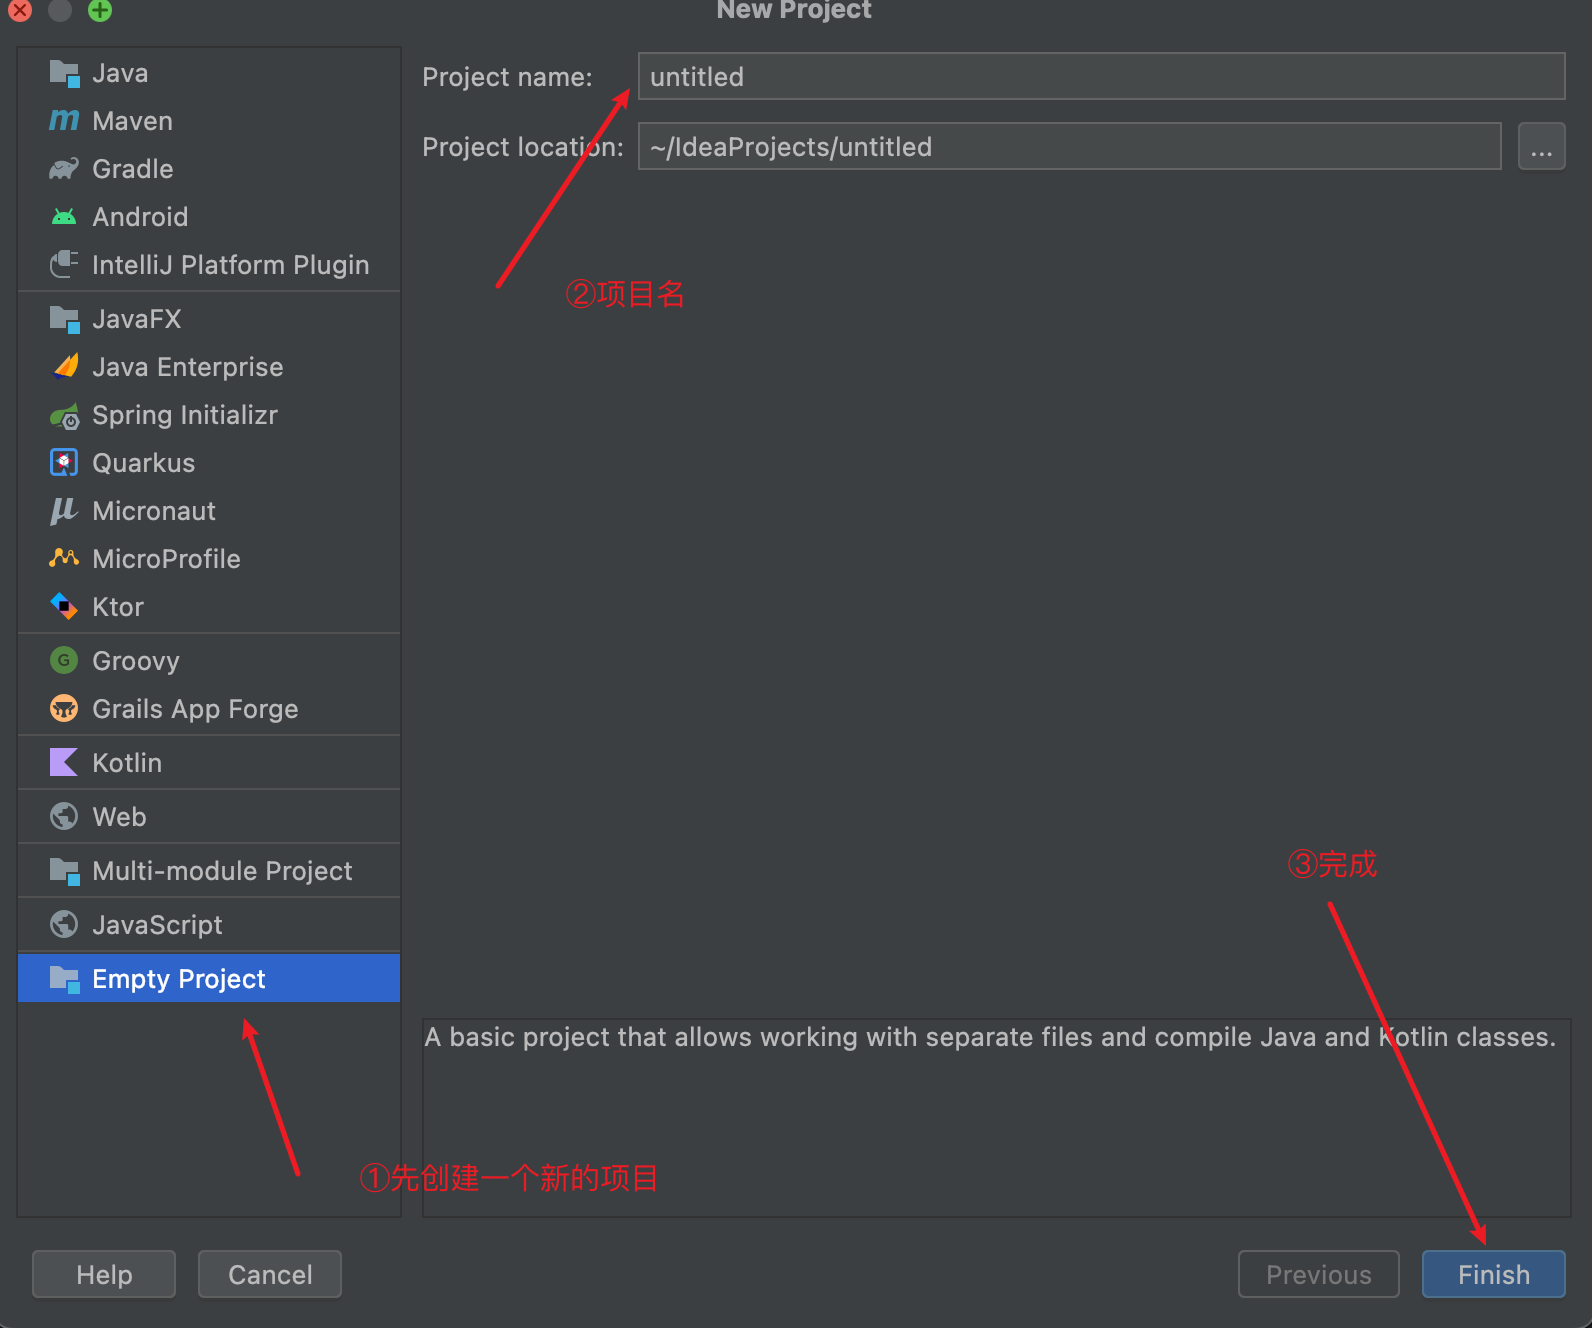 New Project
Java
Maven
Gradle
Android
IntelliJ Platform Plugin
JavaFX
Java Enterprise
Spring Initializr
Quarkus
Micronaut
MicroProfile
Ktor
Groovy
Grails App Forge
Kotlin
Web
Multi-module Project
JavaScript
Empty Project
Project name: untitled
Project location: ~/IdeaProjects/untitled ...
②项目名
③完成
A basic project that allows working with separate files and compile Java and Kotlin classes.
①先创建一个新的项目
Help Cancel Previous Finish